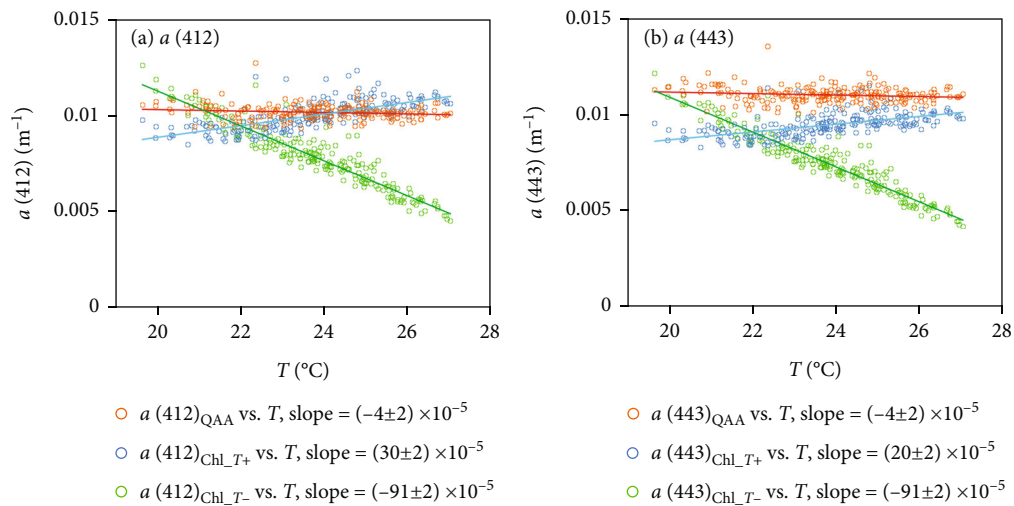 (a) a (412)
a (412) (m⁻¹)
0.015
0.01
0.005
0
20 22 24 26 28
T (°C)
a (412)QAA vs. T, slope = (−4±2) ×10⁻⁵
a (412)Chl_T+ vs. T, slope = (30±2) ×10⁻⁵
a (412)Chl_T− vs. T, slope = (−91±2) ×10⁻⁵
(b) a (443)
a (443) (m⁻¹)
0.015
0.01
0.005
0
20 22 24 26 28
T (°C)
a (443)QAA vs. T, slope = (−4±2) ×10⁻⁵
a (443)Chl_T+ vs. T, slope = (20±2) ×10⁻⁵
a (443)Chl_T− vs. T, slope = (−91±2) ×10⁻⁵